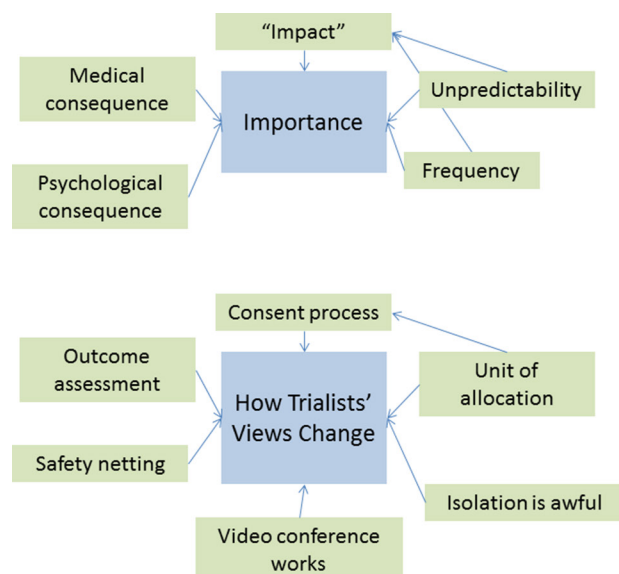 “Impact”
Medical
consequence
Importance
Unpredictability
Psychological
consequence
Frequency
Consent process
Outcome
assessment
How Trialists’
Views Change
Unit of
allocation
Safety netting
Isolation is awful
Video conference
works